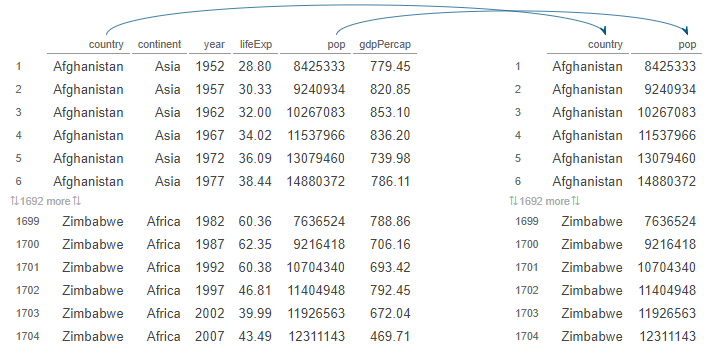 country continent year lifeExp pop gdpPercap country pop
1 Afghanistan Asia 1952 28.80 8425333 779.45 1 Afghanistan 8425333
2 Afghanistan Asia 1957 30.33 9240934 820.85 2 Afghanistan 9240934
3 Afghanistan Asia 1962 32.00 10267083 853.10 3 Afghanistan 10267083
4 Afghanistan Asia 1967 34.02 11537966 836.20 4 Afghanistan 11537966
5 Afghanistan Asia 1972 36.09 13079460 739.98 5 Afghanistan 13079460
6 Afghanistan Asia 1977 38.44 14880372 786.11 6 Afghanistan 14880372
⇅1692 more⇅ ⇅1692 more⇅
1699 Zimbabwe Africa 1982 60.36 7636524 788.86 1699 Zimbabwe 7636524
1700 Zimbabwe Africa 1987 62.35 9216418 706.16 1700 Zimbabwe 9216418
1701 Zimbabwe Africa 1992 60.38 10704340 693.42 1701 Zimbabwe 10704340
1702 Zimbabwe Africa 1997 46.81 11404948 792.45 1702 Zimbabwe 11404948
1703 Zimbabwe Africa 2002 39.99 11926563 672.04 1703 Zimbabwe 11926563
1704 Zimbabwe Africa 2007 43.49 12311143 469.71 1704 Zimbabwe 12311143